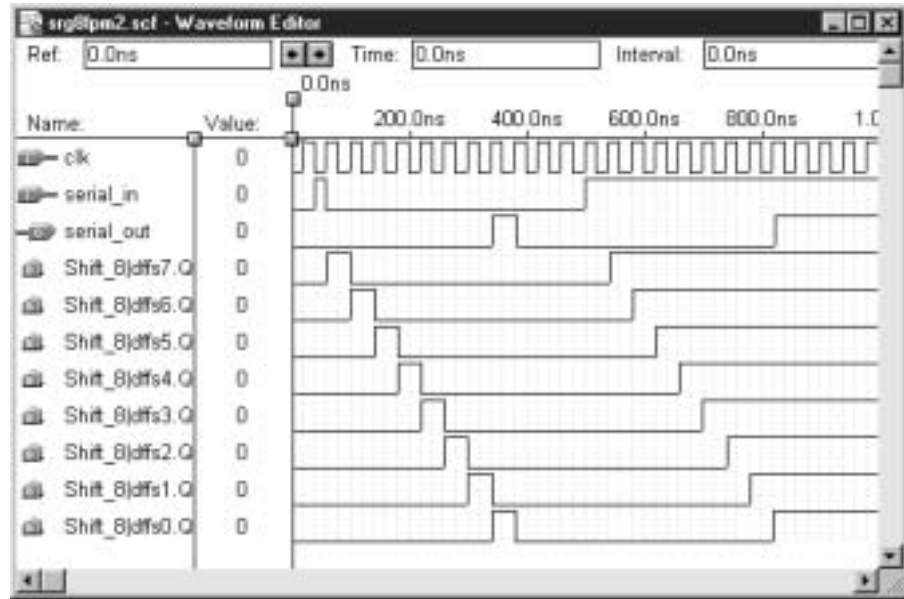 srg8lpm2.scf - Waveform Editor
Ref: 0.0ns Time: 0.0ns Interval: 0.0ns
0.0ns
Name: Value: 200.0ns 400.0ns 600.0ns 800.0ns 1.0
clk 0
serial_in 0
serial_out 0
Shift_8|dffs7.Q 0
Shift_8|dffs6.Q 0
Shift_8|dffs5.Q 0
Shift_8|dffs4.Q 0
Shift_8|dffs3.Q 0
Shift_8|dffs2.Q 0
Shift_8|dffs1.Q 0
Shift_8|dffs0.Q 0